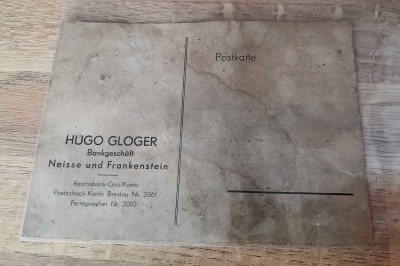 Postkarte
HUGO GLOGER
Bankgeschäft
Neisse und Frankenstein
Reichsbank-Giro-Konto
Postscheck Konto Breslau Nr. 3361
Fernsprecher Nr. 2010